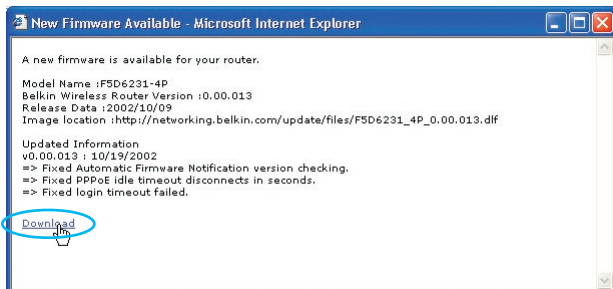 New Firmware Available - Microsoft Internet Explorer
A new firmware is available for your router.
Model Name :F5D6231-4P
Belkin Wireless Router Version :0.00.013
Release Data :2002/10/09
Image location :http://networking.belkin.com/update/files/F5D6231_4P_0.00.013.dlf
Updated Information
v0.00.013 : 10/19/2002
=> Fixed Automatic Firmware Notification version checking.
=> Fixed PPPoE idle timeout disconnects in seconds.
=> Fixed login timeout failed.
Download